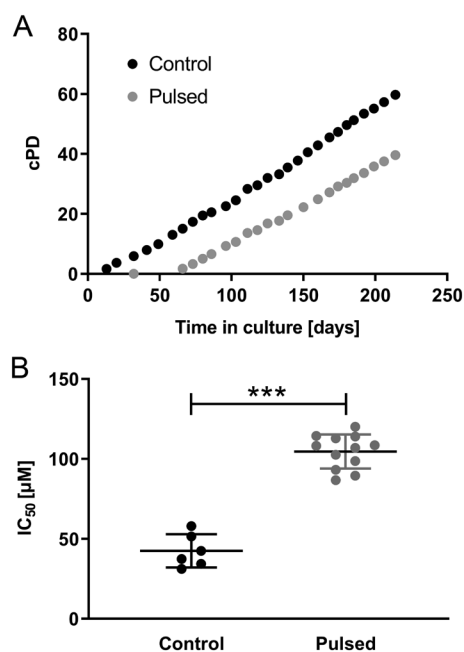 A
80
60
40
20
0
cPD
Control
Pulsed
0 50 100 150 200 250
Time in culture [days]
B
***
150
100
50
0
IC50 [µM]
Control Pulsed